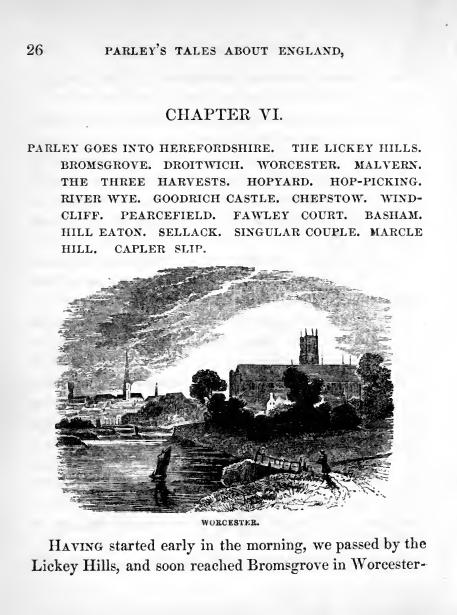 26 PARLEY'S TALES ABOUT ENGLAND,
CHAPTER VI.
PARLEY GOES INTO HEREFORDSHIRE. THE LICKEY HILLS.
BROMSGROVE. DROITWICH. WORCESTER. MALVERN.
THE THREE HARVESTS. HOPYARD. HOP-PICKING.
RIVER WYE. GOODRICH CASTLE. CHEPSTOW. WIND-
CLIFF. PEARCEFIELD. FAWLEY COURT. BASHAM.
HILL EATON. SELLACK. SINGULAR COUPLE. MARCLE
HILL. CAPLER SLIP.
WORCESTER.
HAVING started early in the morning, we passed by the
Lickey Hills, and soon reached Bromsgrove in Worcester-